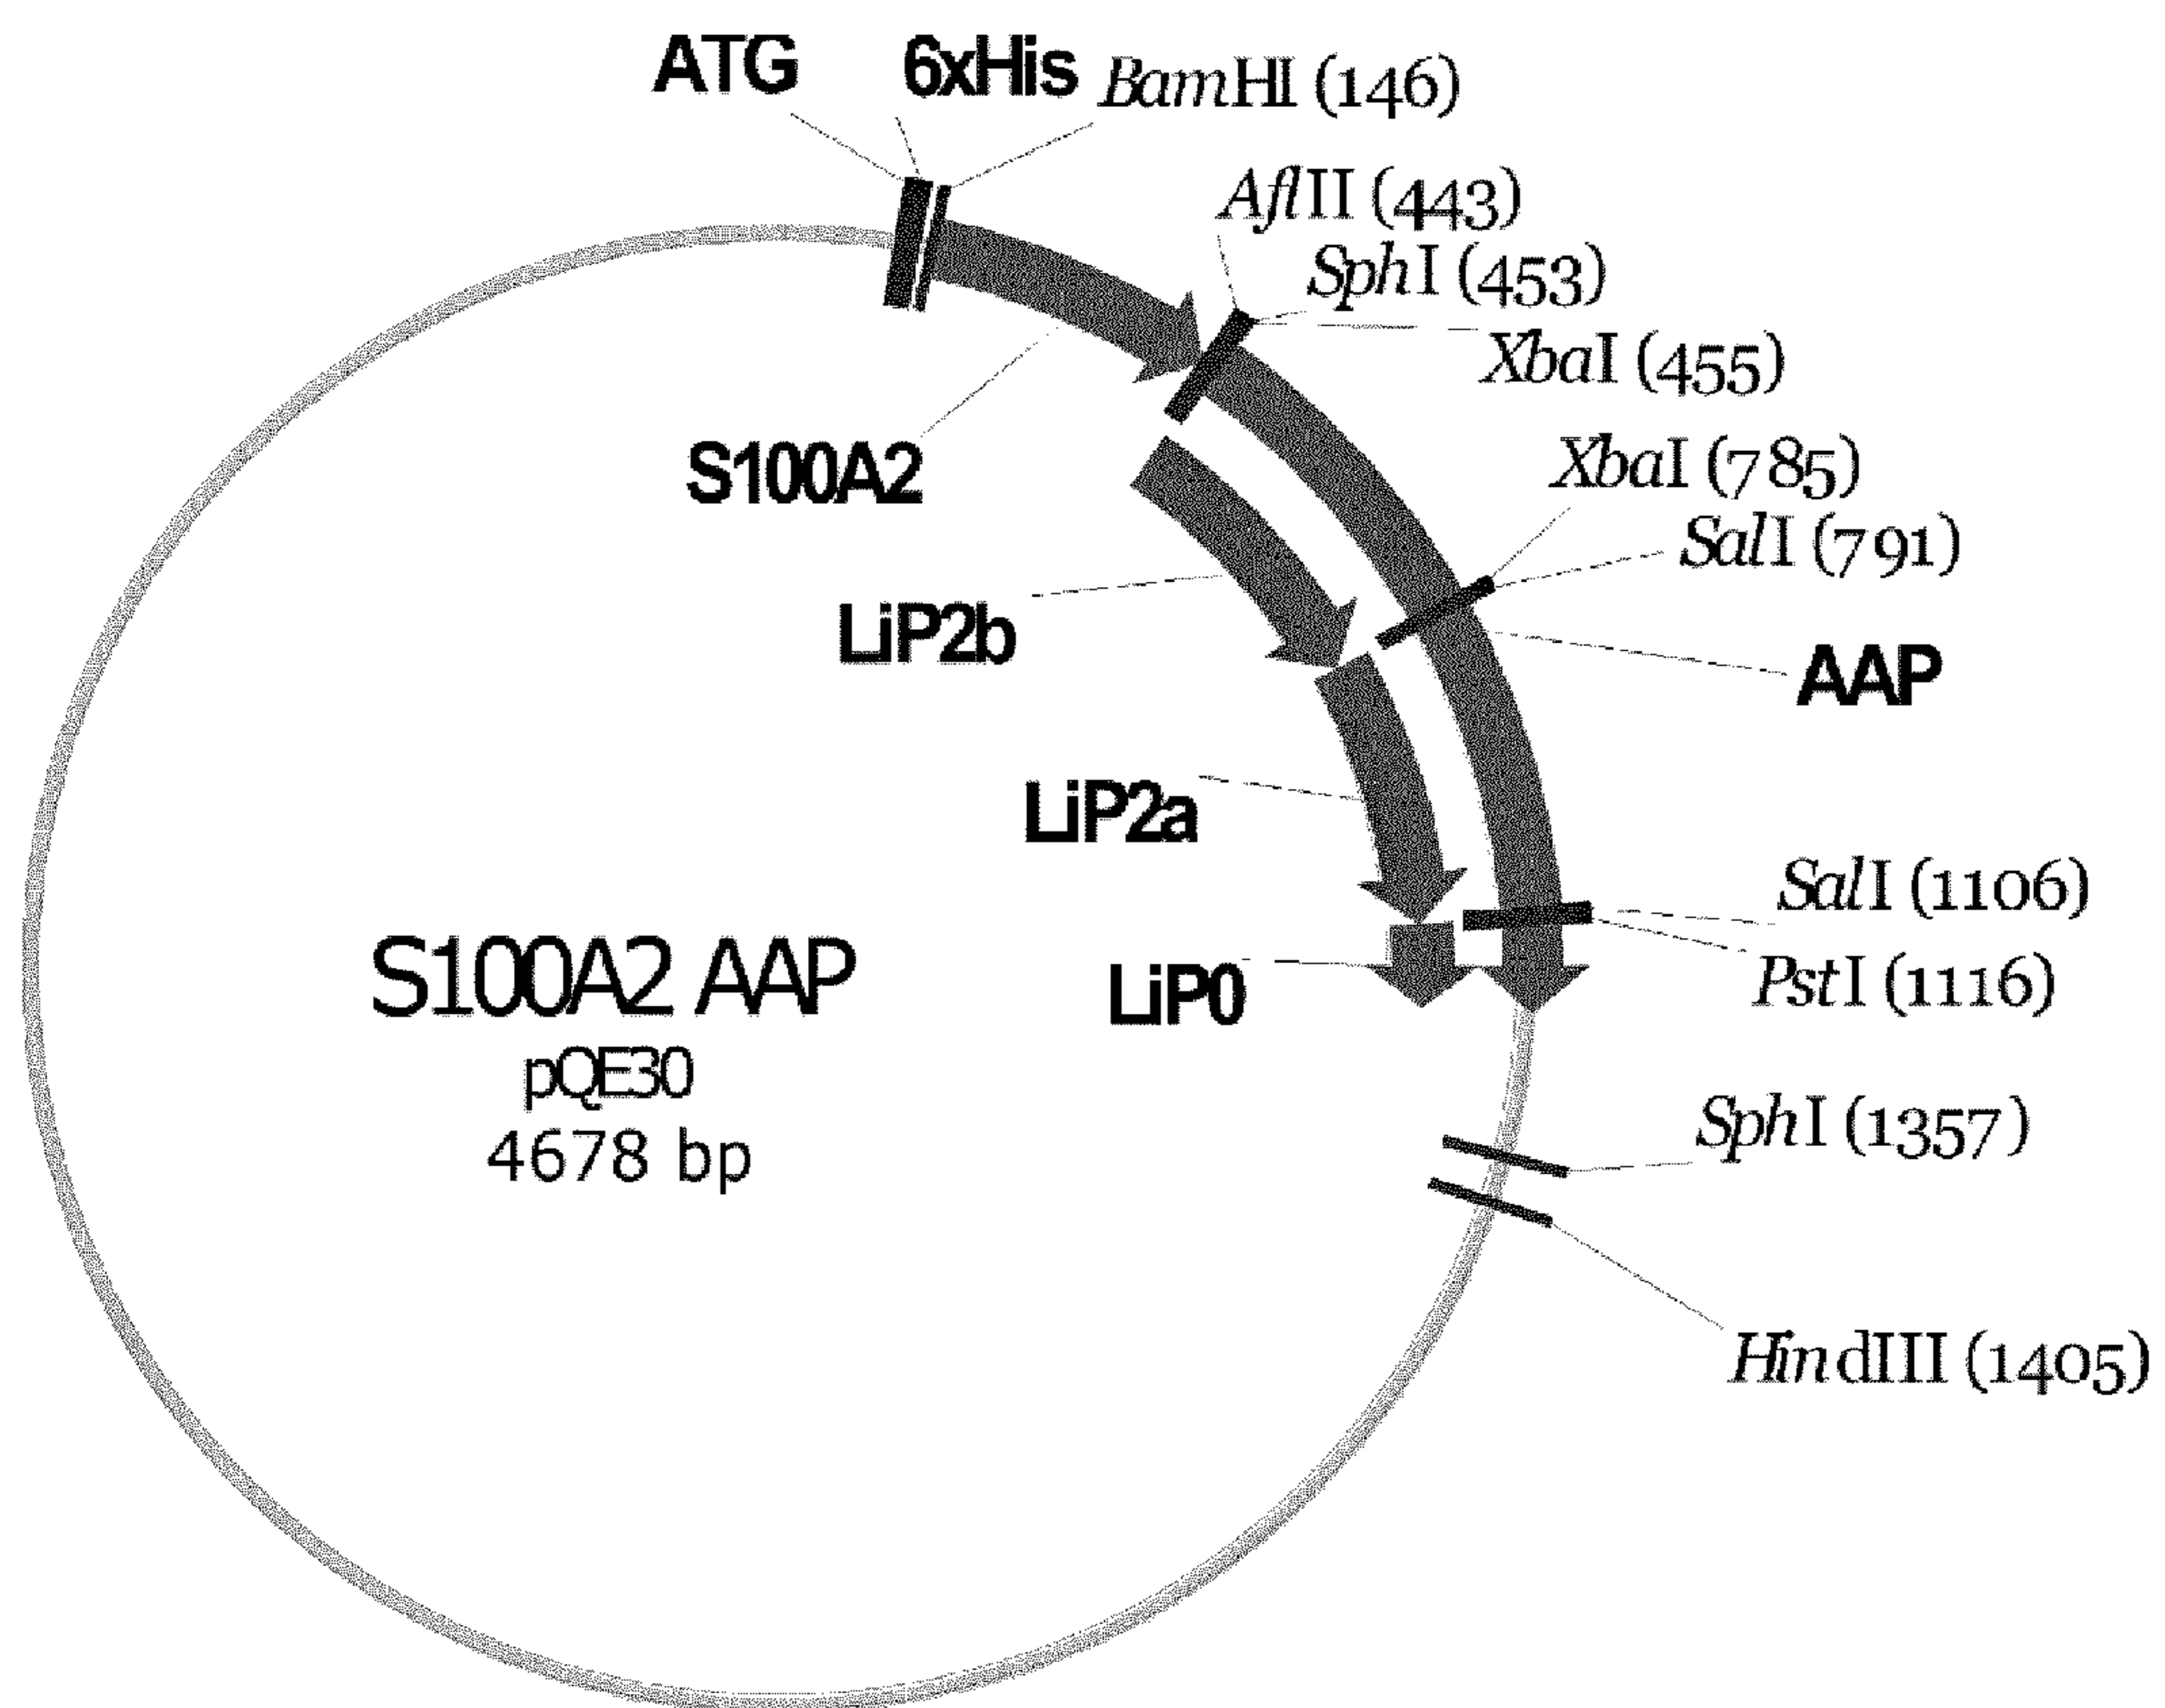 ATG
6xHis
BamHI (146)
AflII (443)
SphI (453)
XbaI (455)
XbaI (785)
S100A2
SalI (791)
LiP2b
AAP
LiP2a
SalI (1106)
S100A2 AAP
LiP0
PstI (1116)
pQE30
4678 bp
SphI (1357)
HindIII (1405)